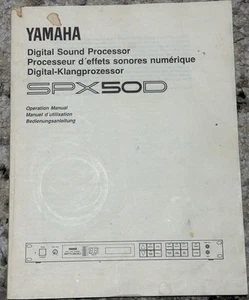 YAMAHA
Digital Sound Processor
Processeur d'effets sonores numérique
Digital-Klangprozessor
SPX50D
Operation Manual
Manuel d'utilisation
Bedienungsanleitung